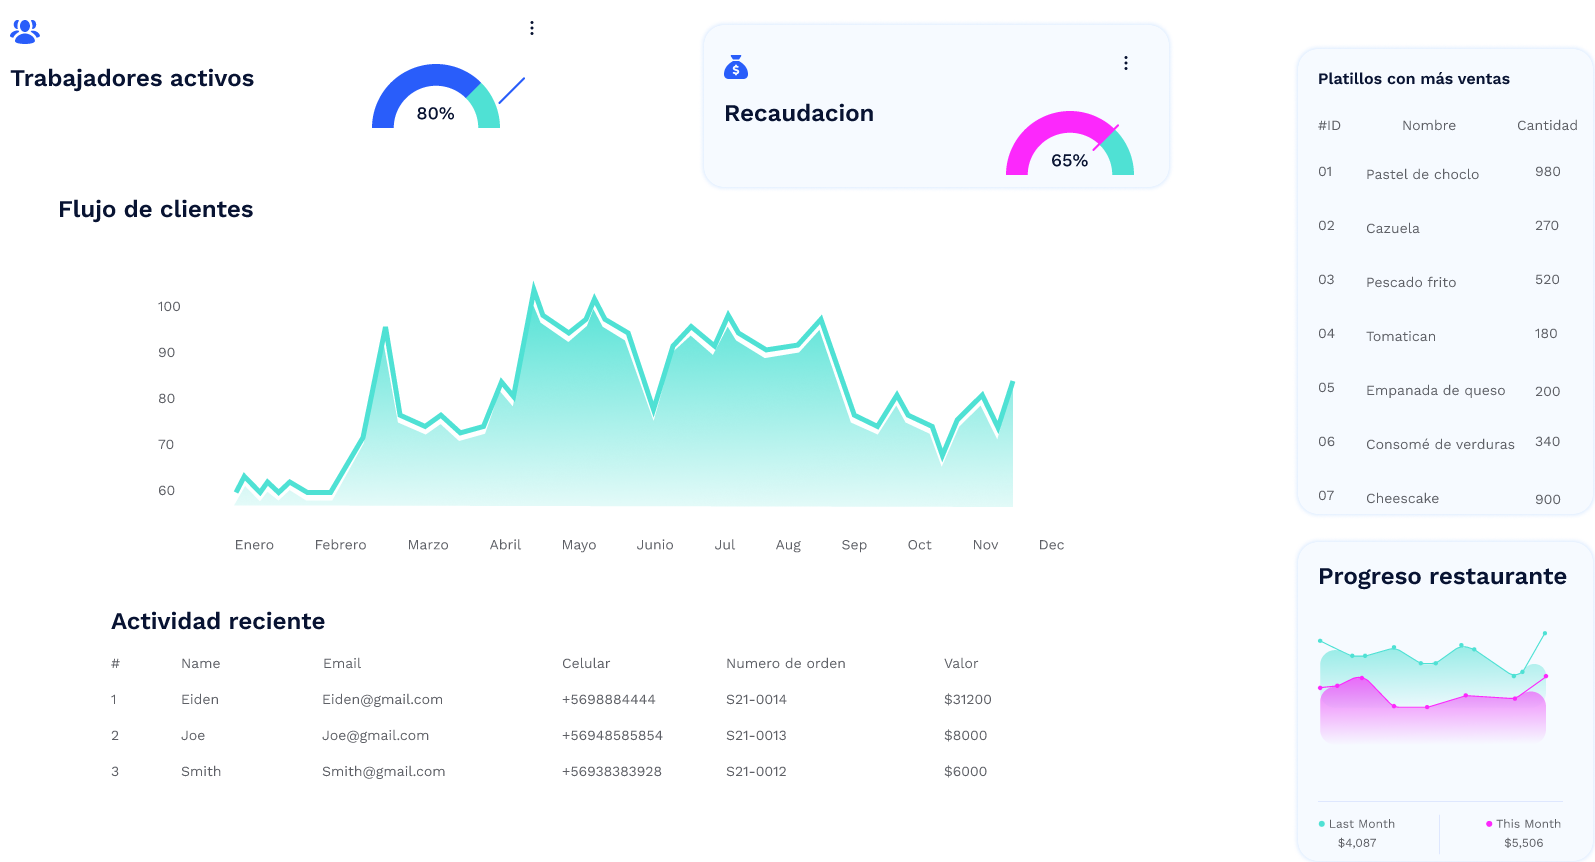 Trabajadores activos
80%
Recaudacion
65%
Flujo de clientes
100
90
80
70
60
Enero Febrero Marzo Abril Mayo Junio Jul Aug Sep Oct Nov Dec
Actividad reciente
# Name Email Celular Numero de orden Valor
1 Eiden Eiden@gmail.com +5698884444 S21-0014 $31200
2 Joe Joe@gmail.com +56948585854 S21-0013 $8000
3 Smith Smith@gmail.com +56938383928 S21-0012 $6000
Platillos con más ventas
#ID Nombre Cantidad
01 Pastel de choclo 980
02 Cazuela 270
03 Pescado frito 520
04 Tomatican 180
05 Empanada de queso 200
06 Consomé de verduras 340
07 Cheescake 900
Progreso restaurante
Last Month This Month
$4,087 $5,506